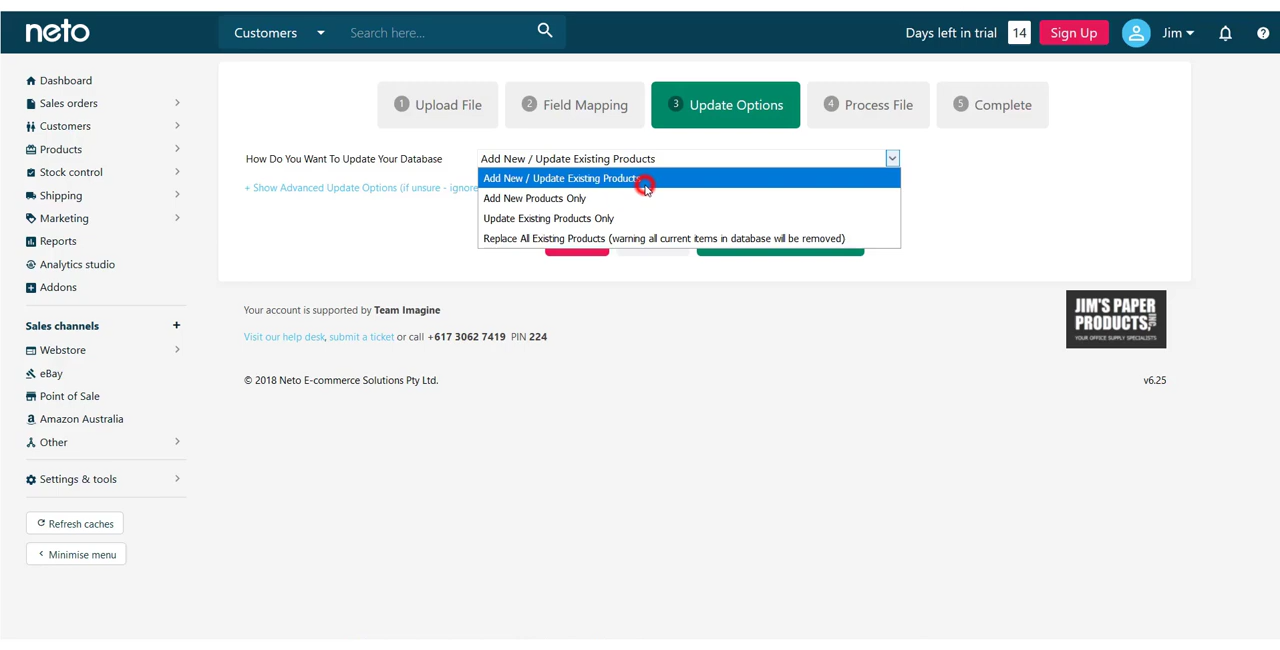 neto
Customers
Search here...
Days left in trial 14 Sign Up Jim
Dashboard
Sales orders
Customers
Products
Stock control
Shipping
Marketing
Reports
Analytics studio
Addons
Sales channels +
Webstore
eBay
Point of Sale
Amazon Australia
Other
Settings & tools
Refresh caches
Minimise menu
1 Upload File
2 Field Mapping
3 Update Options
4 Process File
5 Complete
How Do You Want To Update Your Database
Add New / Update Existing Products
+ Show Advanced Update Options (if unsure - ignore
Add New / Update Existing Products
Add New Products Only
Update Existing Products Only
Replace All Existing Products (warning all current items in database will be removed)
Your account is supported by Team Imagine
Visit our help desk, submit a ticket or call +617 3062 7419 PIN 224
JIM'S PAPER
PRODUCTS, INC
YOUR OFFICE SUPPLY SPECIALISTS
© 2018 Neto E-commerce Solutions Pty Ltd.
v6.25